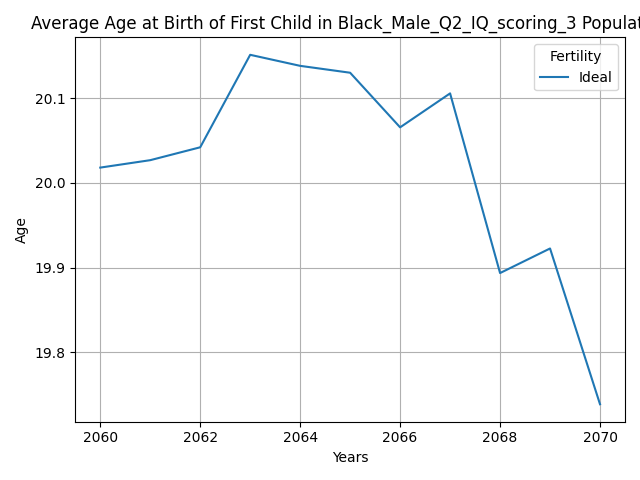 Average Age at Birth of First Child in Black_Male_Q2_IQ_scoring_3 Populat
Fertility
Ideal
20.1
20.0
19.9
19.8
Age
2060
2062
2064
2066
2068
2070
Years